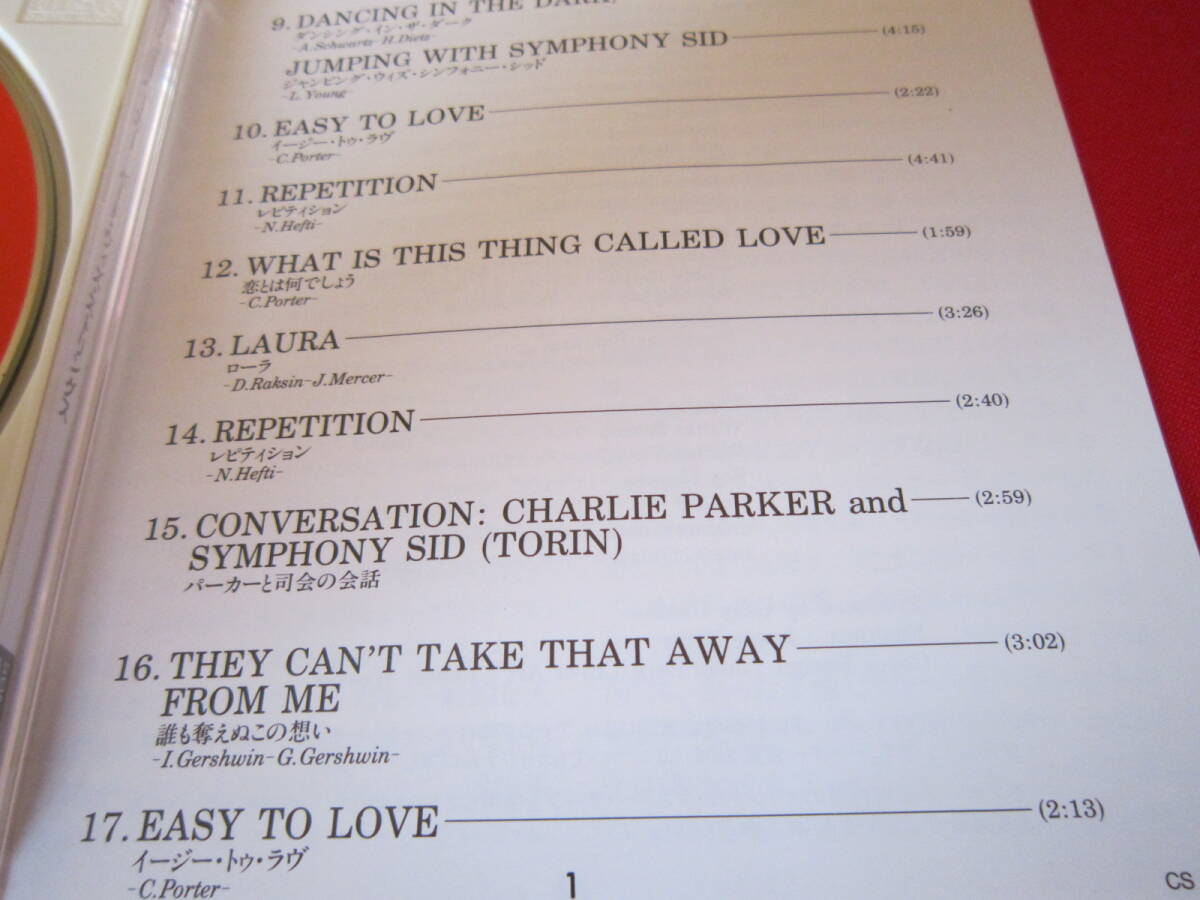 9. DANCING IN THE DARK/
ダンシング・イン・ザ・ダーク
-A.Schwartz-H.Dietz-
JUMPING WITH SYMPHONY SID (4:15)
ジャンピング・ウィズ・シンフォニー・シッド
-L.Young-
10. EASY TO LOVE (2:22)
イージー・トゥ・ラヴ
-C.Porter-
11. REPETITION (4:41)
レピティション
-N.Hefti-
12. WHAT IS THIS THING CALLED LOVE (1:59)
恋とは何でしょう
-C.Porter-
13. LAURA (3:26)
ローラ
-D.Raksin-J.Mercer-
14. REPETITION (2:40)
レピティション
-N.Hefti-
15. CONVERSATION: CHARLIE PARKER and (2:59)
SYMPHONY SID (TORIN)
パーカーと司会の会話
16. THEY CAN'T TAKE THAT AWAY (3:02)
FROM ME
誰も奪えぬこの想い
-I.Gershwin-G.Gershwin-
17. EASY TO LOVE (2:13)
イージー・トゥ・ラヴ
-C.Porter-
1
CS